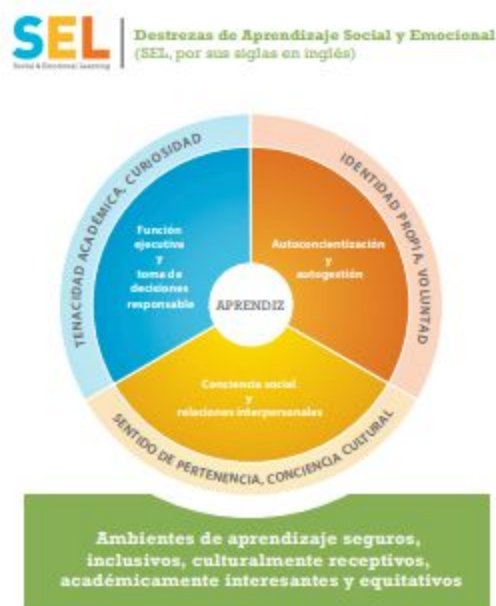 SEL
Social & Emotional Learning
Destrezas de Aprendizaje Social y Emocional
(SEL, por sus siglas en inglés)
TENACIDAD ACADÉMICA, CURIOSIDAD
IDENTIDAD PROPIA, VOLUNTAD
Función
ejecutiva
y
toma de
decisiones
responsable
Autoconcientización
y
autogestión
APRENDIZ
Conciencia social
y
relaciones interpersonales
SENTIDO DE PERTENENCIA, CONCIENCIA CULTURAL
Ambientes de aprendizaje seguros,
inclusivos, culturalmente receptivos,
académicamente interesantes y equitativos